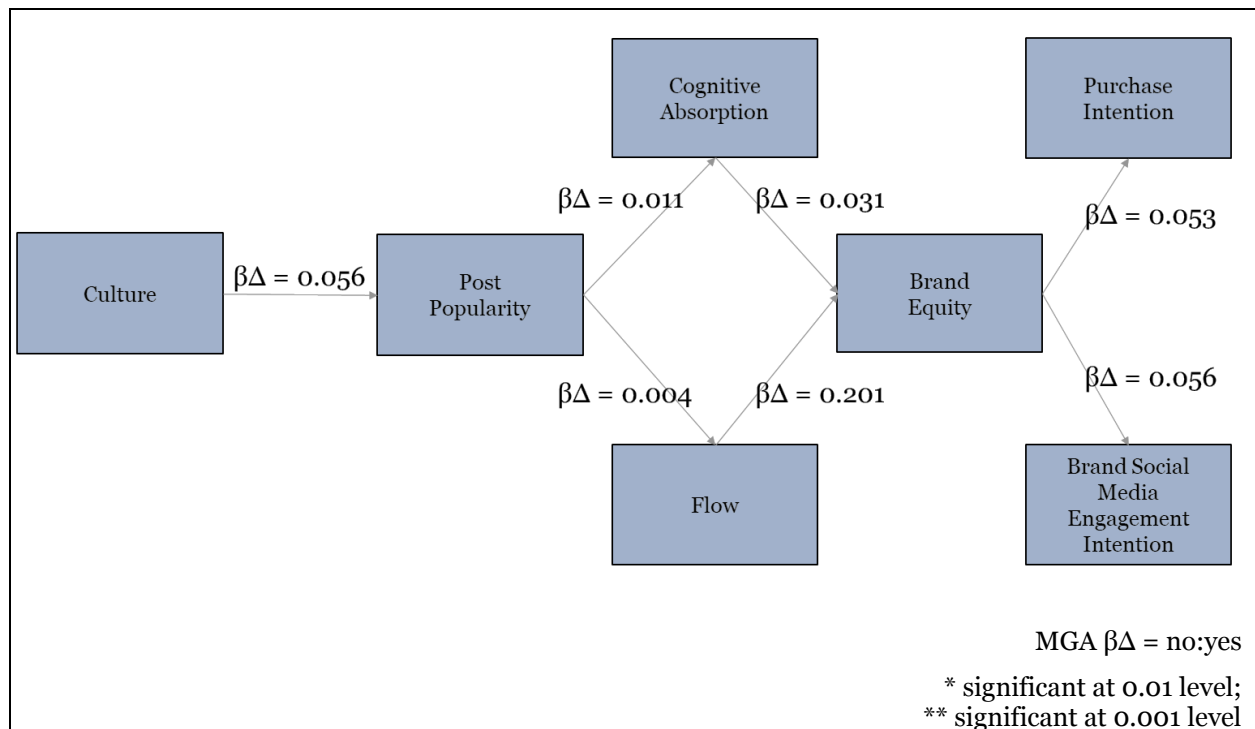 Cognitive
Absorption
Purchase
Intention
βΔ = 0.011
βΔ = 0.031
βΔ = 0.053
Culture
βΔ = 0.056
Post
Popularity
Brand
Equity
βΔ = 0.004
βΔ = 0.201
βΔ = 0.056
Flow
Brand Social
Media
Engagement
Intention
MGA βΔ = no:yes
* significant at 0.01 level;
** significant at 0.001 level